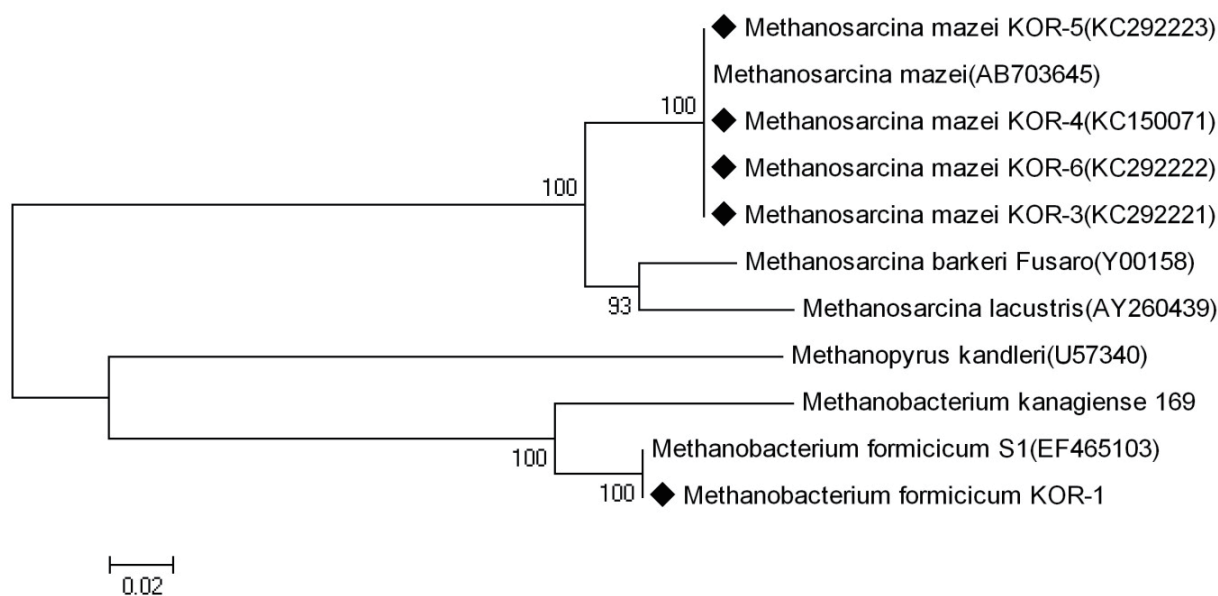 Methanosarcina mazei KOR-5(KC292223)
Methanosarcina mazei(AB703645)
100
Methanosarcina mazei KOR-4(KC150071)
Methanosarcina mazei KOR-6(KC292222)
100
Methanosarcina mazei KOR-3(KC292221)
Methanosarcina barkeri Fusaro(Y00158)
93
Methanosarcina lacustris(AY260439)
Methanopyrus kandleri(U57340)
Methanobacterium kanagiense 169
100
Methanobacterium formicicum S1(EF465103)
100
Methanobacterium formicicum KOR-1
0.02